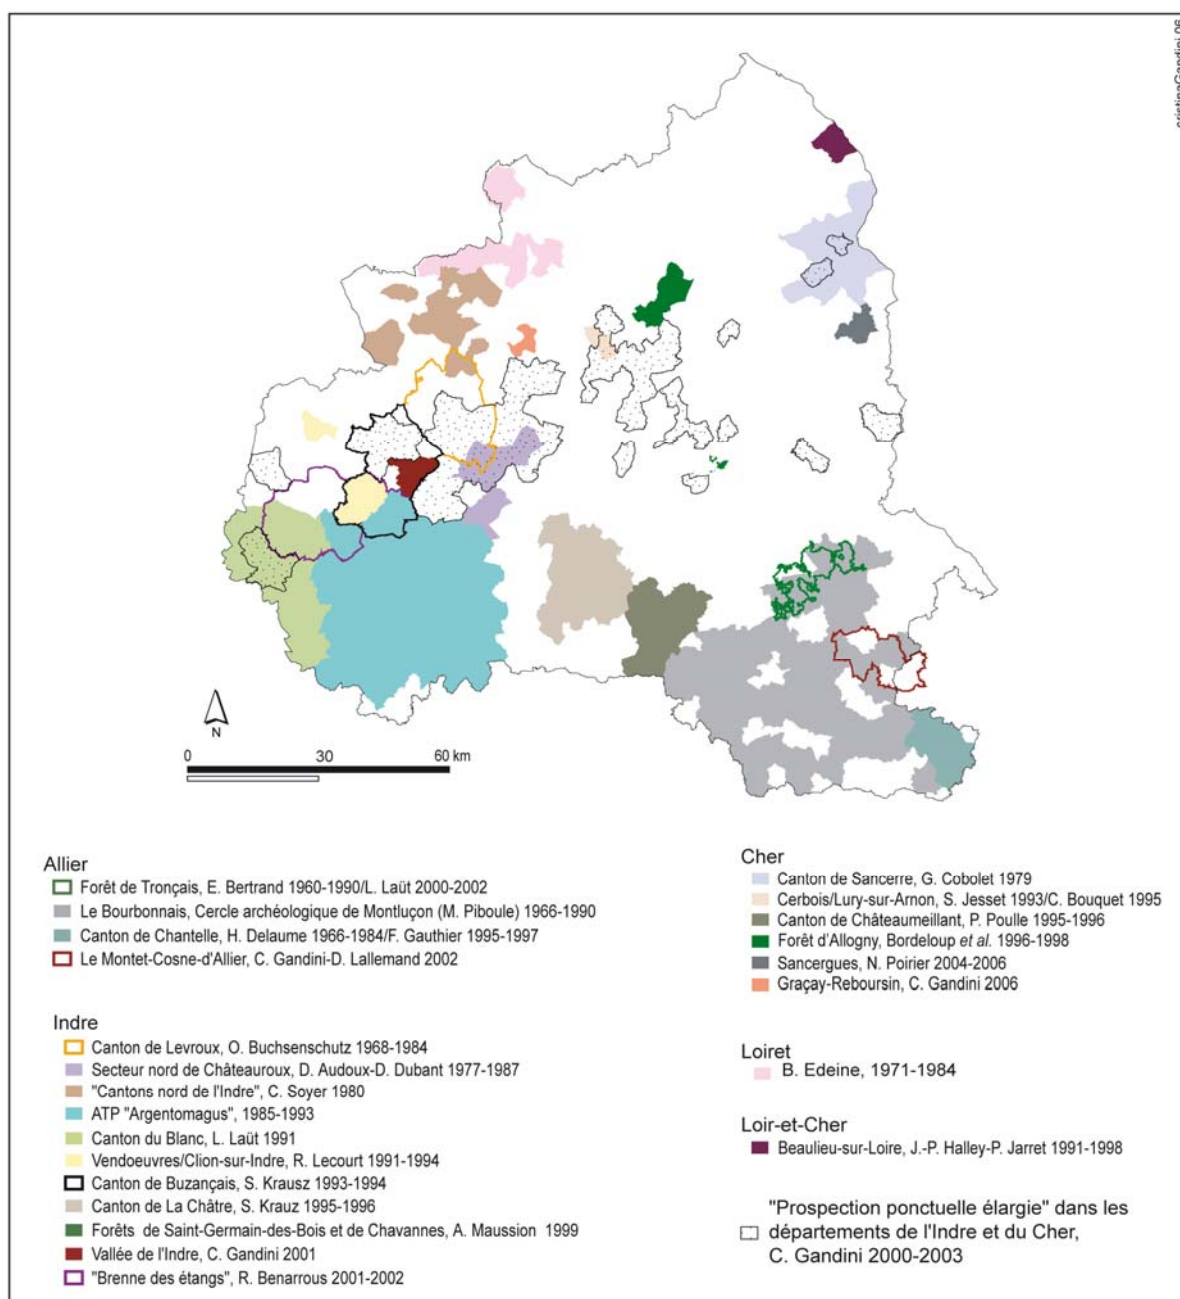 cristinaGandini 06
N
0 30 60 km
Allier
Forêt de Tronçais, E. Bertrand 1960-1990/L. Laüt 2000-2002
Le Bourbonnais, Cercle archéologique de Montluçon (M. Piboule) 1966-1990
Canton de Chantelle, H. Delaume 1966-1984/F. Gauthier 1995-1997
Le Montet-Cosne-d'Allier, C. Gandini-D. Lallemand 2002
Indre
Canton de Levroux, O. Buchsenschutz 1968-1984
Secteur nord de Châteauroux, D. Audoux-D. Dubant 1977-1987
"Cantons nord de l'Indre", C. Soyer 1980
ATP "Argentomagus", 1985-1993
Canton du Blanc, L. Laüt 1991
Vendoeuvres/Clion-sur-Indre, R. Lecourt 1991-1994
Canton de Buzançais, S. Krausz 1993-1994
Canton de La Châtre, S. Krauz 1995-1996
Forêts de Saint-Germain-des-Bois et de Chavannes, A. Maussion 1999
Vallée de l'Indre, C. Gandini 2001
"Brenne des étangs", R. Benarrous 2001-2002
Cher
Canton de Sancerre, G. Cobolet 1979
Cerbois/Lury-sur-Arnon, S. Jesset 1993/C. Bouquet 1995
Canton de Châteaumeillant, P. Poulle 1995-1996
Forêt d'Allogny, Bordeloup et al. 1996-1998
Sancergues, N. Poirier 2004-2006
Graçay-Reboursin, C. Gandini 2006
Loiret
B. Edeine, 1971-1984
Loir-et-Cher
Beaulieu-sur-Loire, J.-P. Halley-P. Jarret 1991-1998
"Prospection ponctuelle élargie" dans les
départements de l'Indre et du Cher,
C. Gandini 2000-2003